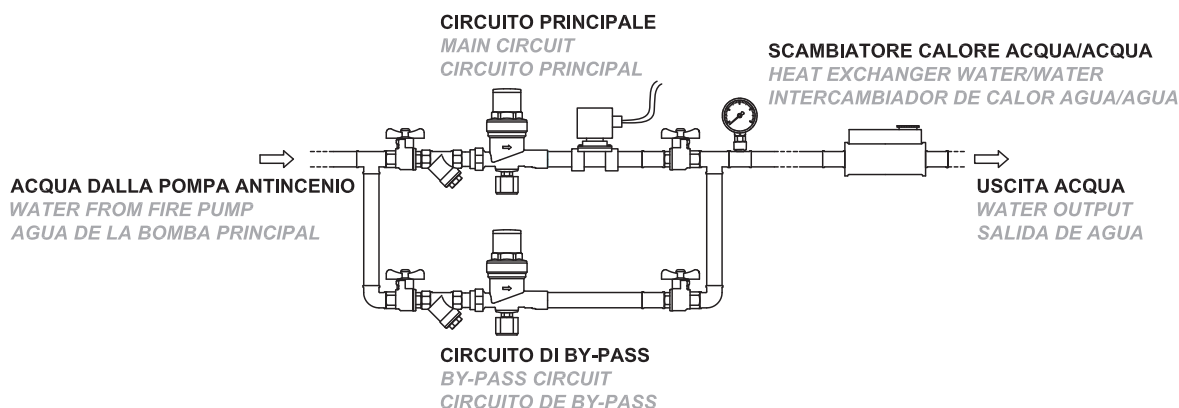 CIRCUITO PRINCIPALE
MAIN CIRCUIT
CIRCUITO PRINCIPAL
SCAMBIATORE CALORE ACQUA/ACQUA
HEAT EXCHANGER WATER/WATER
INTERCAMBIADOR DE CALOR AGUA/AGUA
ACQUA DALLA POMPA ANTINCENIO
WATER FROM FIRE PUMP
AGUA DE LA BOMBA PRINCIPAL
USCITA ACQUA
WATER OUTPUT
SALIDA DE AGUA
CIRCUITO DI BY-PASS
BY-PASS CIRCUIT
CIRCUITO DE BY-PASS